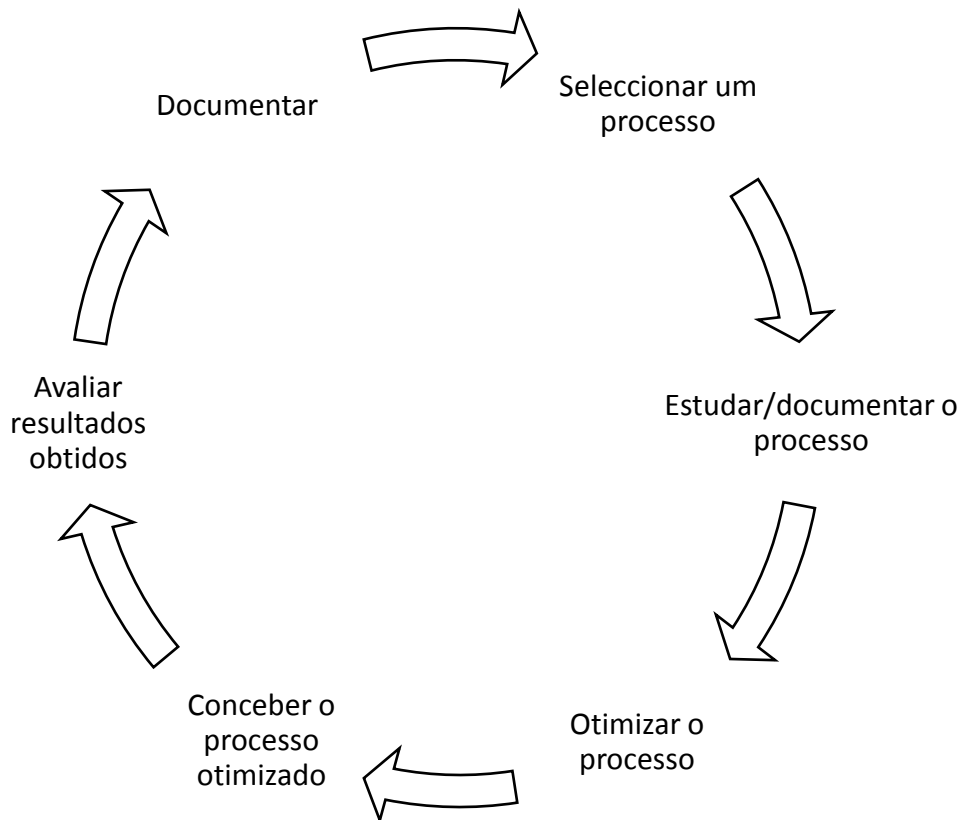 Documentar
Seleccionar um
processo
Estudar/documentar o
processo
Otimizar o
processo
Conceber o
processo
otimizado
Avaliar
resultados
obtidos